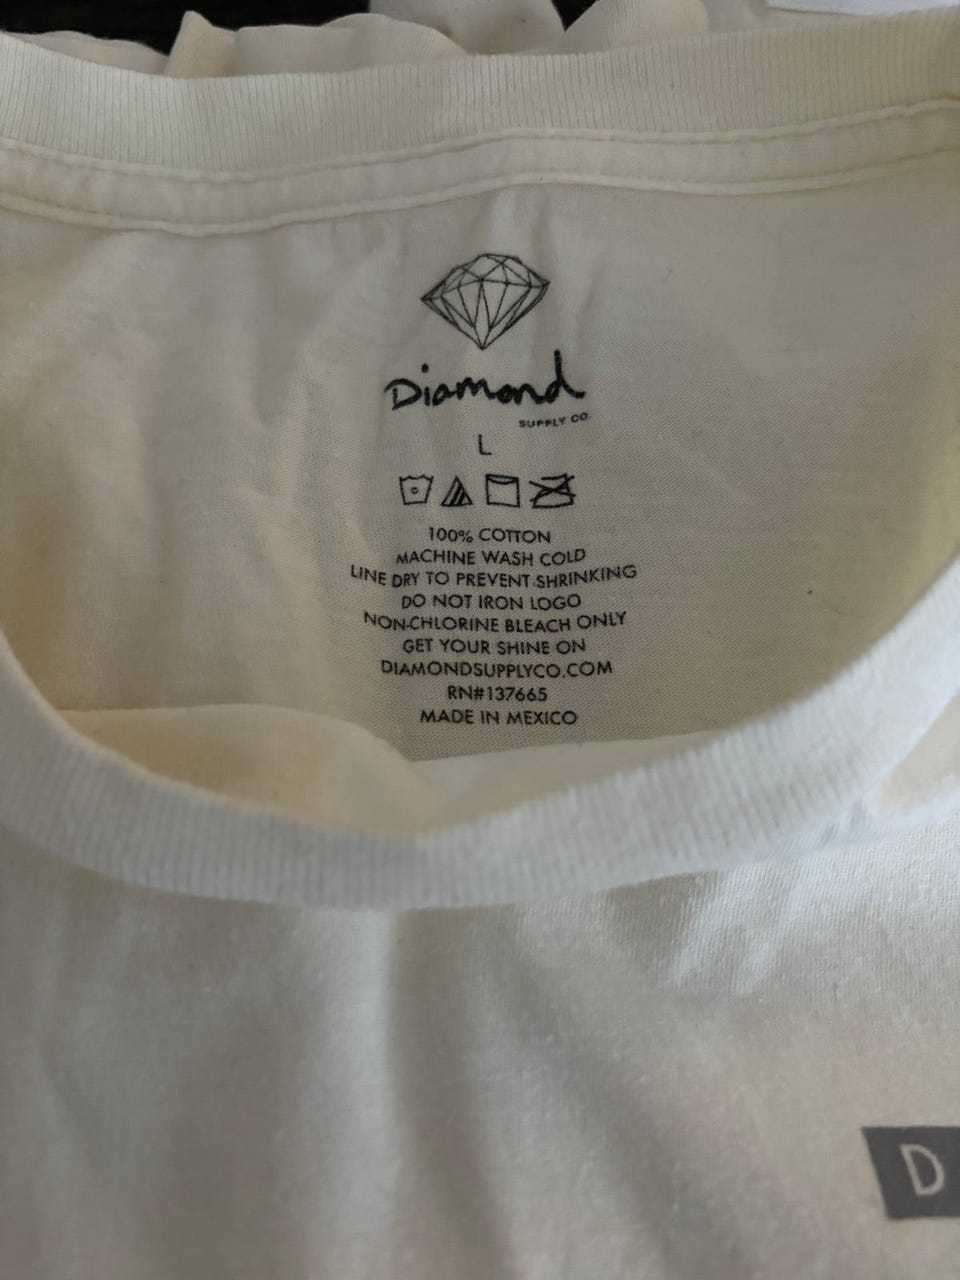 Diamond
SUPPLY CO.
L
100% COTTON
MACHINE WASH COLD
LINE DRY TO PREVENT SHRINKING
DO NOT IRON LOGO
NON-CHLORINE BLEACH ONLY
GET YOUR SHINE ON
DIAMONDSUPPLYCO.COM
RN#137665
MADE IN MEXICO
D